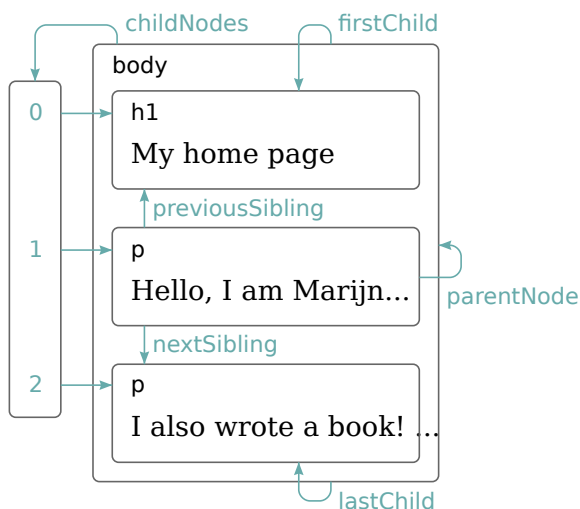 childNodes
firstChild
body
0
h1
My home page
previousSibling
1
p
Hello, I am Marijn...
parentNode
nextSibling
2
p
I also wrote a book! ...
lastChild